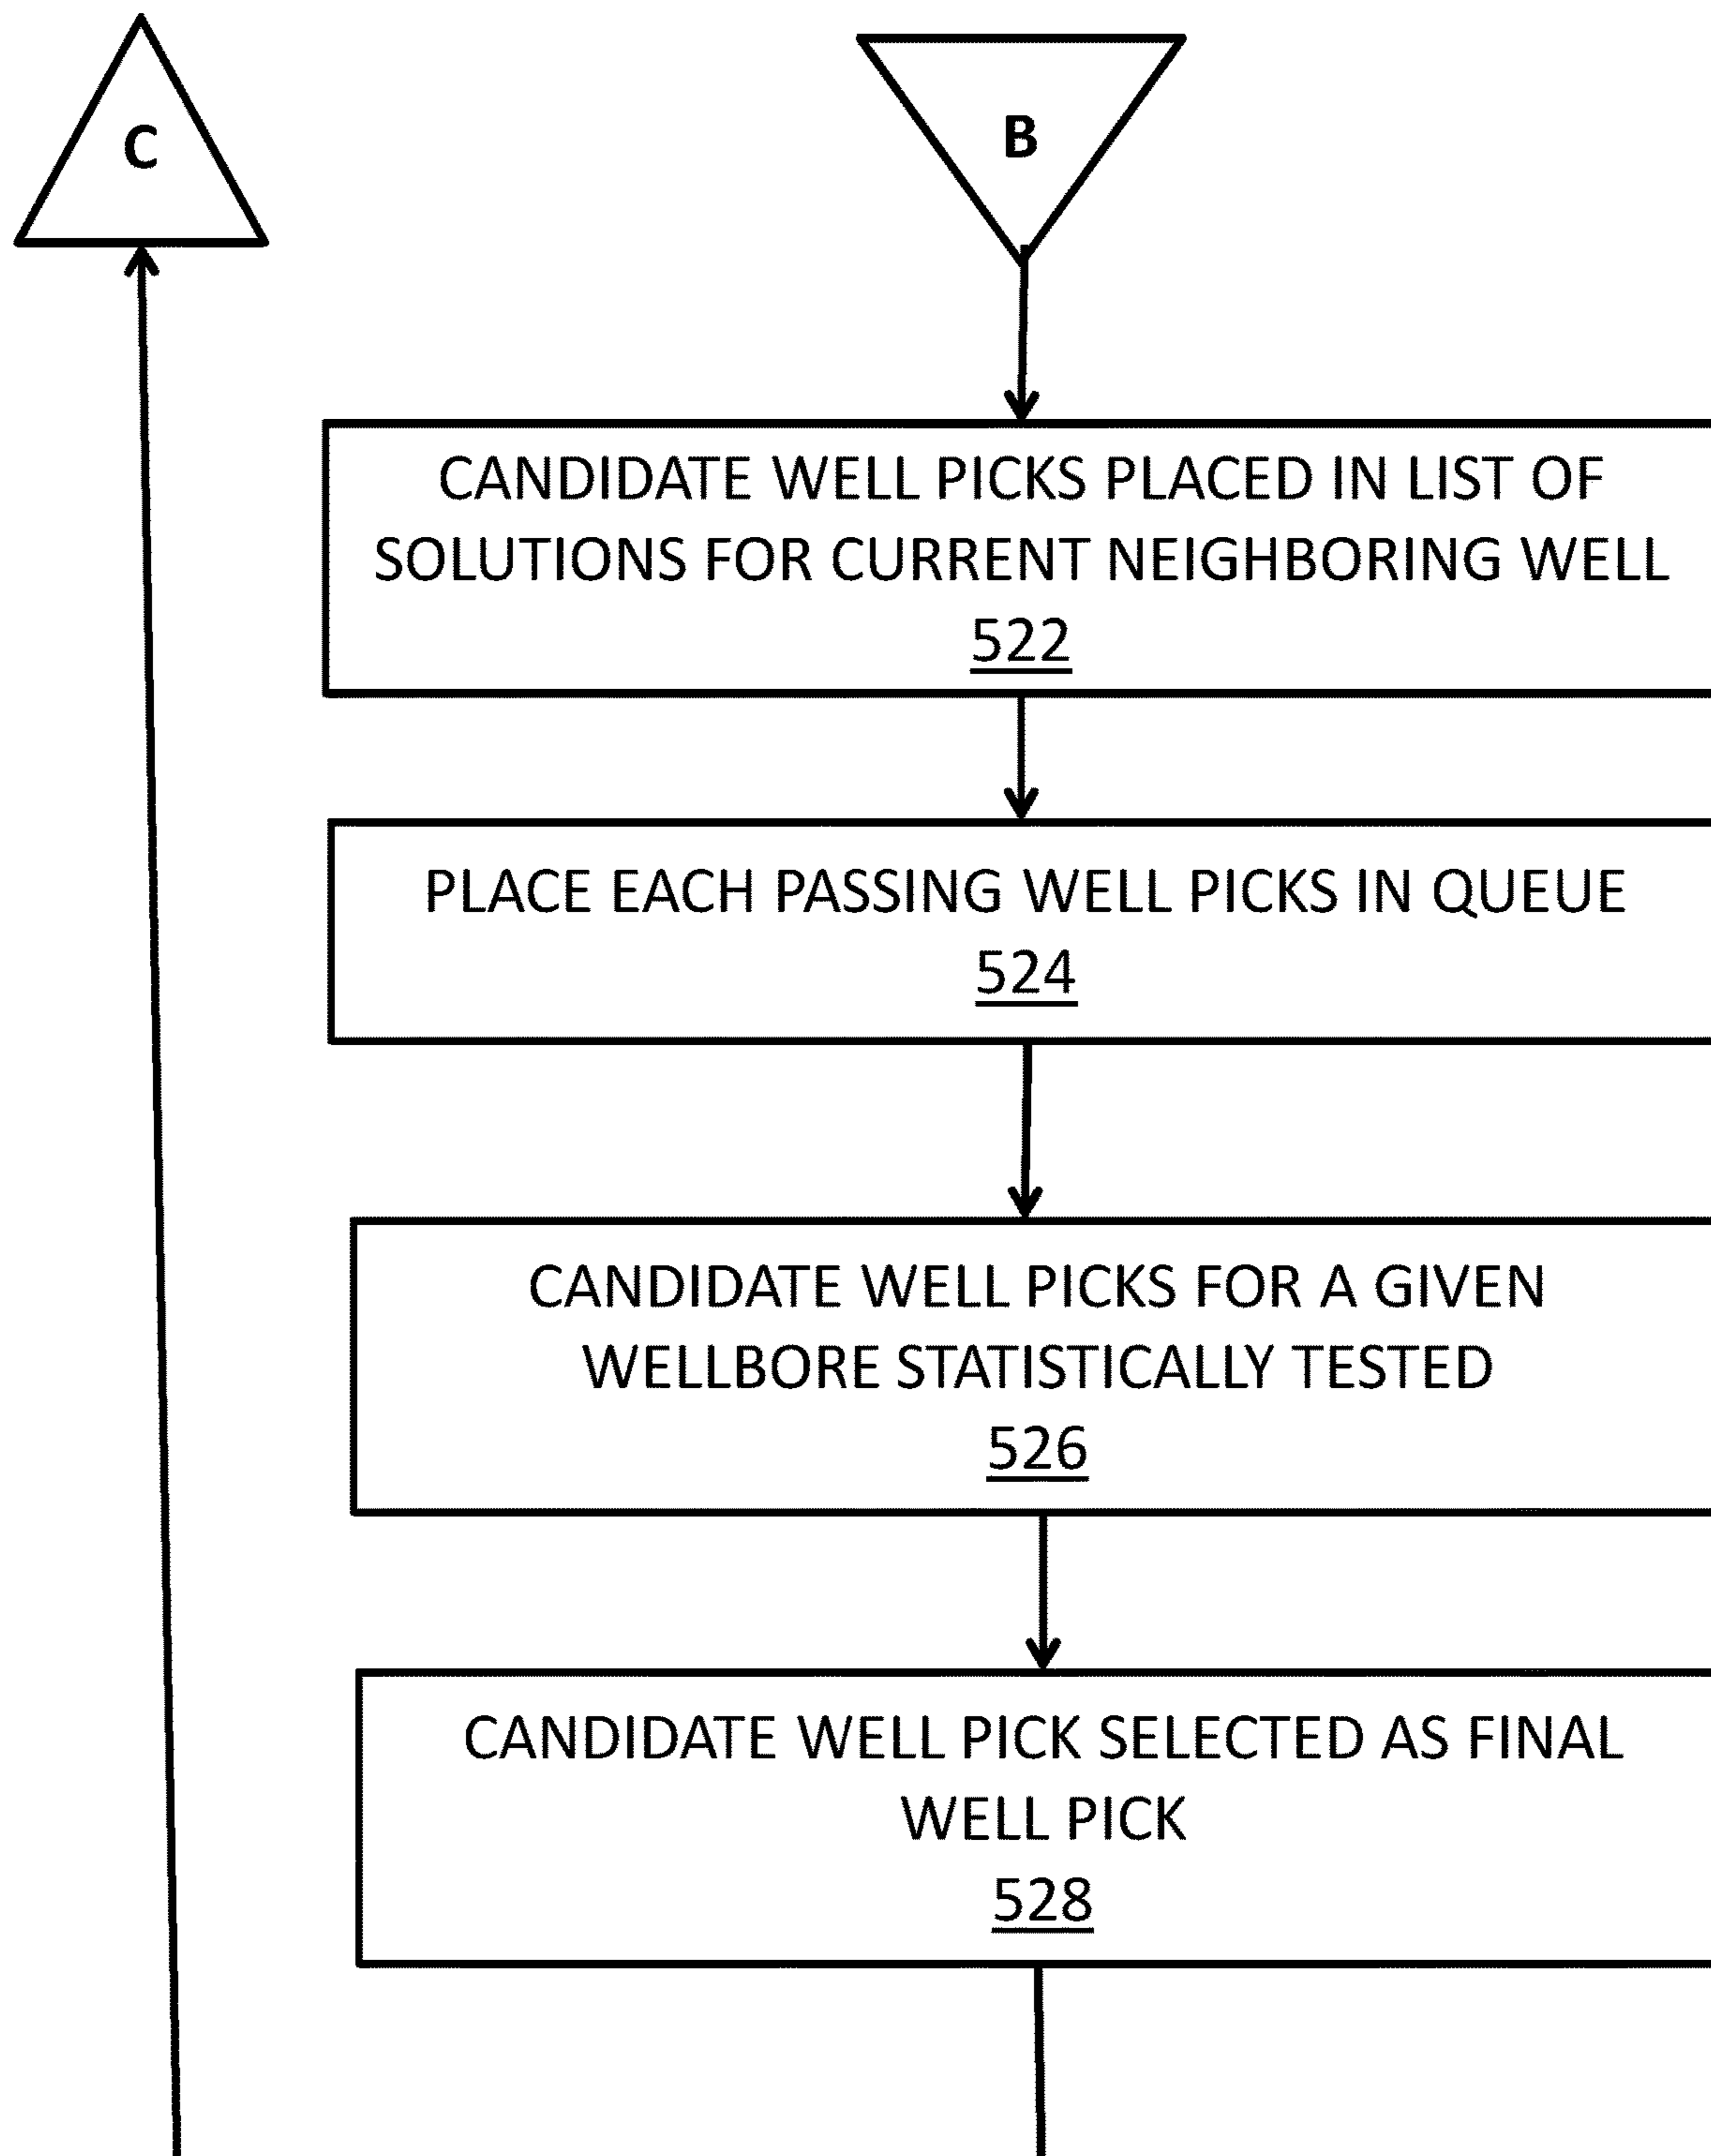 C
B
CANDIDATE WELL PICKS PLACED IN LIST OF
SOLUTIONS FOR CURRENT NEIGHBORING WELL
522
PLACE EACH PASSING WELL PICKS IN QUEUE
524
CANDIDATE WELL PICKS FOR A GIVEN
WELLBORE STATISTICALLY TESTED
526
CANDIDATE WELL PICK SELECTED AS FINAL
WELL PICK
528